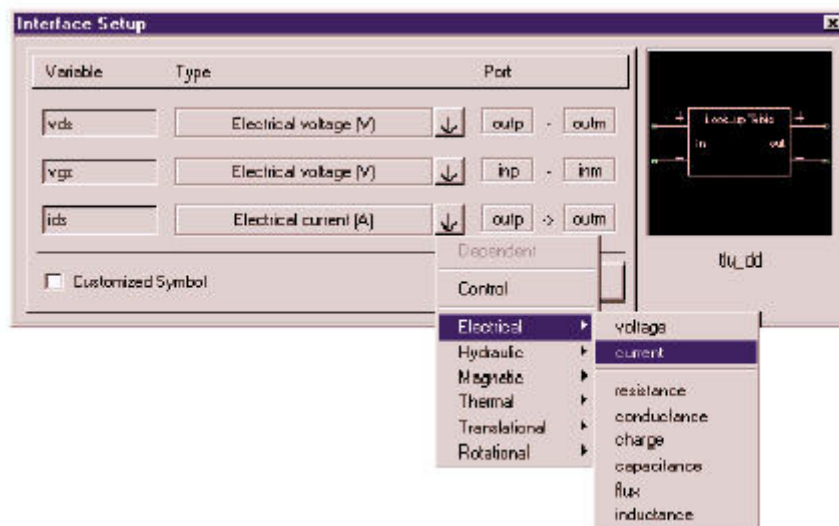 Interface Setup
Variable Type Port
vds Electrical voltage (V) outp - outm
vgs Electrical voltage (V) inp - inm
ids Electrical current (A) outp -> outm
Customized Symbol
Look-up Table
in out
tlu_dd
Dependent
Control
Electrical
Hydraulic
Magnetic
Thermal
Translational
Rotational
voltage
current
resistance
conductance
charge
capacitance
flux
inductance